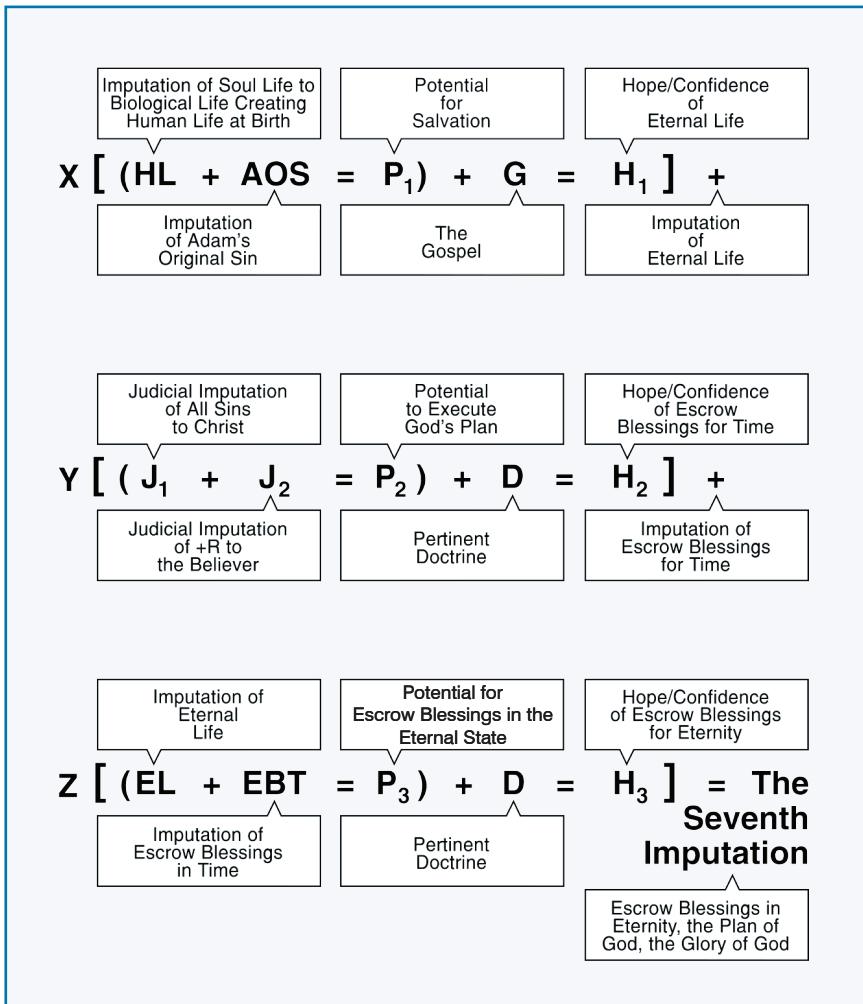 Imputation of Soul Life to
Biological Life Creating
Human Life at Birth
Potential
for
Salvation
Hope/Confidence
of
Eternal Life
X [ (HL + AOS = P₁) + G = H₁ ] +
Imputation
of Adam's
Original Sin
The
Gospel
Imputation
of
Eternal Life
Judicial Imputation
of All Sins
to Christ
Potential
to Execute
God's Plan
Hope/Confidence
of Escrow
Blessings for Time
Y [ ( J₁ + J₂ = P₂ ) + D = H₂ ] +
Judicial Imputation
of +R to
the Believer
Pertinent
Doctrine
Imputation of
Escrow Blessings
for Time
Imputation of
Eternal
Life
Potential for
Escrow Blessings in the
Eternal State
Hope/Confidence
of Escrow Blessings
for Eternity
Z [ (EL + EBT = P₃ ) + D = H₃ ] = The
Seventh
Imputation
Imputation of
Escrow Blessings
in Time
Pertinent
Doctrine
Escrow Blessings in
Eternity, the Plan of
God, the Glory of God